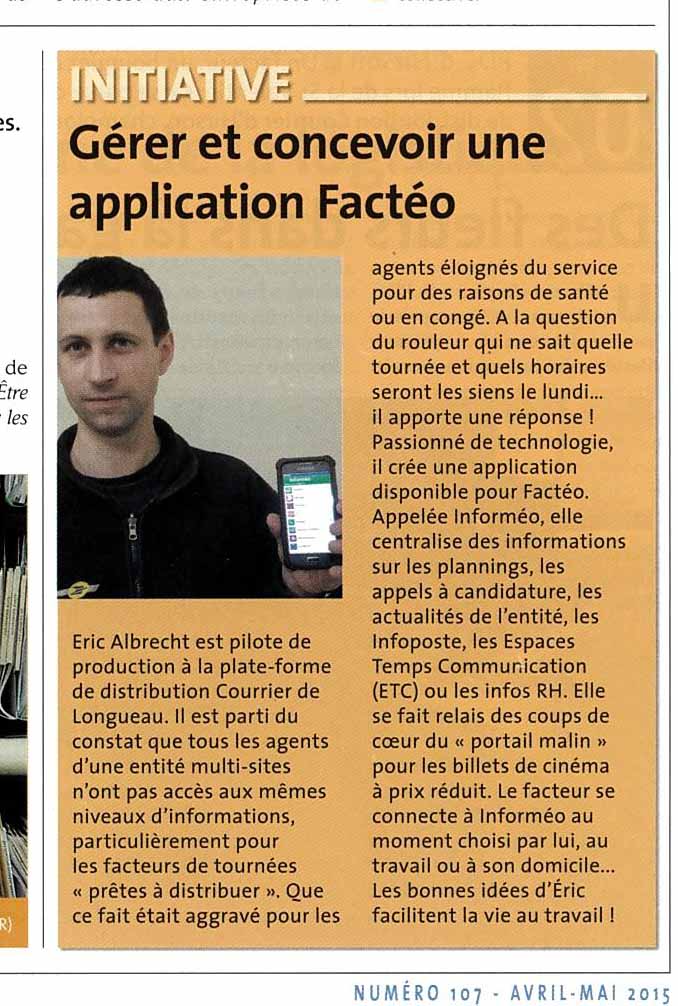 es.
de
Être
les
R)
INITIATIVE
Gérer et concevoir une
application Factéo
Informéo
Eric Albrecht est pilote de
production à la plate-forme
de distribution Courrier de
Longueau. Il est parti du
constat que tous les agents
d'une entité multi-sites
n'ont pas accès aux mêmes
niveaux d'informations,
particulièrement pour
les facteurs de tournées
« prêtes à distribuer ». Que
ce fait était aggravé pour les
agents éloignés du service
pour des raisons de santé
ou en congé. A la question
du rouleur qui ne sait quelle
tournée et quels horaires
seront les siens le lundi...
il apporte une réponse !
Passionné de technologie,
il crée une application
disponible pour Factéo.
Appelée Informéo, elle
centralise des informations
sur les plannings, les
appels à candidature, les
actualités de l'entité, les
Infoposte, les Espaces
Temps Communication
(ETC) ou les infos RH. Elle
se fait relais des coups de
cœur du « portail malin »
pour les billets de cinéma
à prix réduit. Le facteur se
connecte à Informéo au
moment choisi par lui, au
travail ou à son domicile...
Les bonnes idées d'Éric
facilitent la vie au travail !
NUMÉRO 107 - AVRIL-MAI 2015